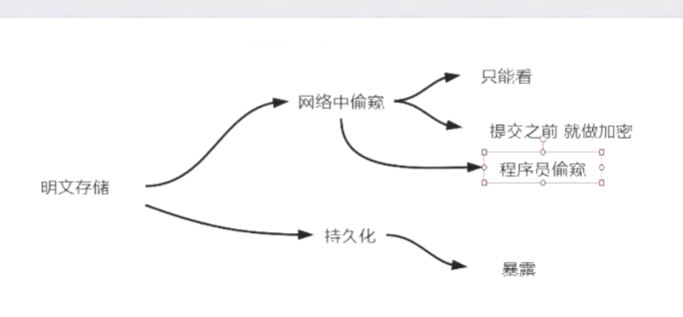 只能看
网络中偷窥
提交之前 就做加密
程序员偷窥
明文存储
持久化
暴露